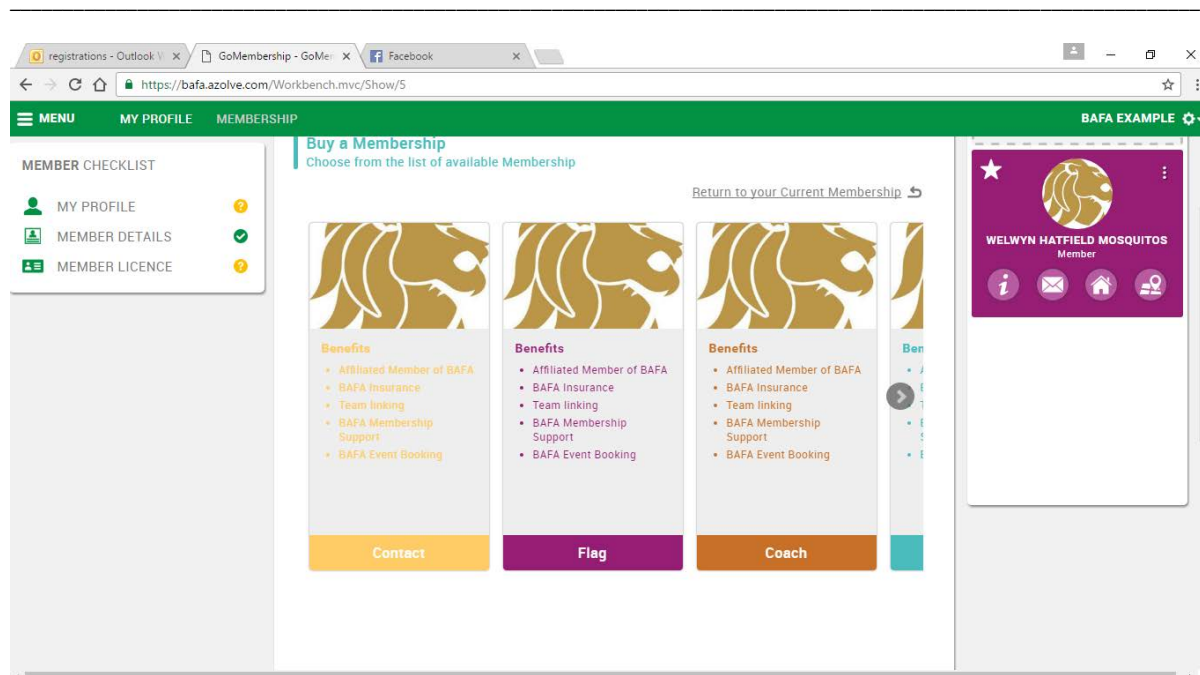 registrations - Outlook W
GoMembership - GoMe
Facebook
https://bafa.azolve.com/Workbench.mvc/Show/5
MENU
MY PROFILE
MEMBERSHIP
BAFA EXAMPLE
MEMBER CHECKLIST
MY PROFILE
MEMBER DETAILS
MEMBER LICENCE
Buy a Membership
Choose from the list of available Membership
Return to your Current Membership
Benefits
• Affiliated Member of BAFA
• BAFA Insurance
• Team linking
• BAFA Membership
Support
• BAFA Event Booking
Contact
Benefits
• Affiliated Member of BAFA
• BAFA Insurance
• Team linking
• BAFA Membership
Support
• BAFA Event Booking
Flag
Benefits
• Affiliated Member of BAFA
• BAFA Insurance
• Team linking
• BAFA Membership
Support
• BAFA Event Booking
Coach
Ben
WELWYN HATFIELD MOSQUITOS
Member